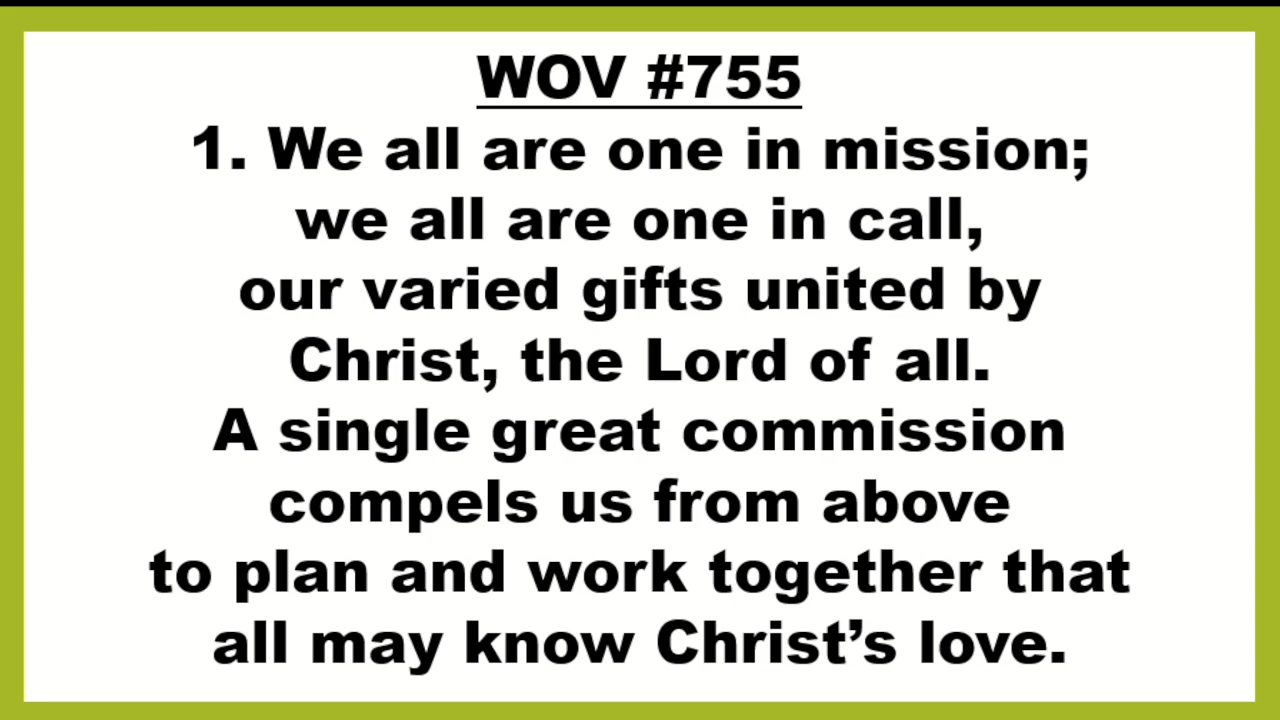 WOV #755
1. We all are one in mission;
we all are one in call,
our varied gifts united by
Christ, the Lord of all.
A single great commission
compels us from above
to plan and work together that
all may know Christ’s love.